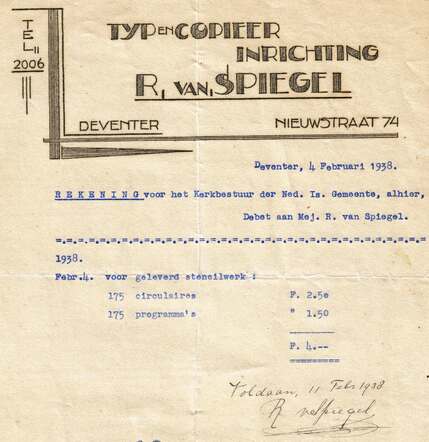 TEL
2006
TYP EN COPIEER
INRICHTING
R. VAN SPIEGEL
DEVENTER NIEUWSTRAAT 74
Deventer, 4 Februari 1938.
REKENING voor het Kerkbestuur der Ned. Is. Gemeente, alhier,
Debet aan Mej. R. van Spiegel.
=.=.=.=.=.=.=.=.=.=.=.=.=.=.=.=.=.=.=.=.=.=.=.=.=.=.=.=.=.=
1938.
Febr.4. voor geleverd stencilwerk :
175 circulaires F. 2.5e
175 programma's " 1.50
F. 4.--
Voldaan, 11 Febr 1938
R vSpiegel